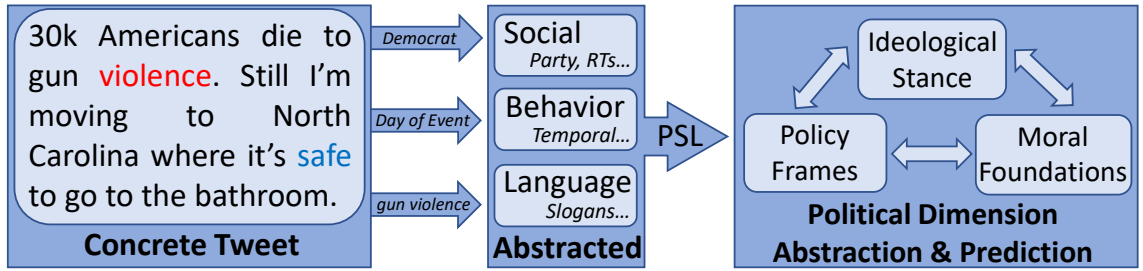 30k Americans die to
gun violence. Still I'm
moving to North
Carolina where it's safe
to go to the bathroom.
Concrete Tweet
Democrat
Day of Event
gun violence
Social
Party, RTs...
Behavior
Temporal...
Language
Slogans...
Abstracted
PSL
Ideological
Stance
Policy
Frames
Moral
Foundations
Political Dimension
Abstraction & Prediction